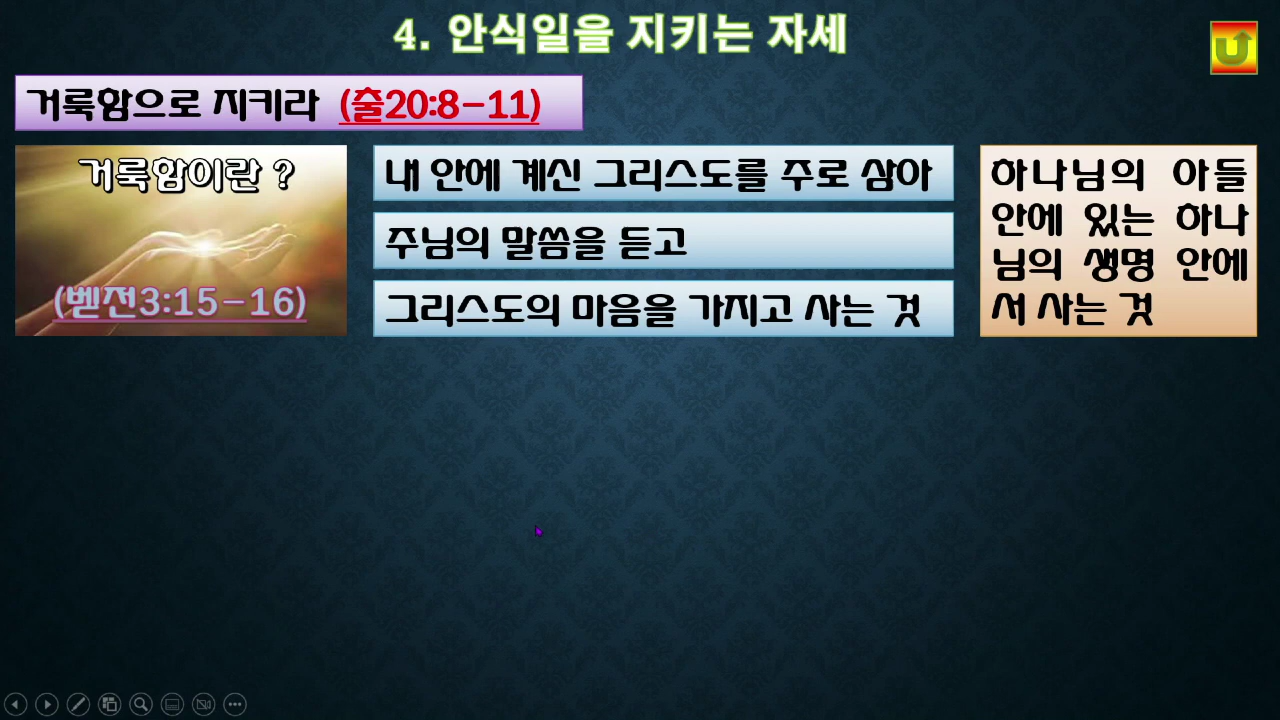 4. 안식일을 지키는 자세
거룩함으로 지키라 (출20:8-11)
거룩함이란 ?
(벧전3:15-16)
내 안에 계신 그리스도를 주로 삼아
주님의 말씀을 듣고
그리스도의 마음을 가지고 사는 것
하나님의 아들
안에 있는 하나
님의 생명 안에
서 사는 것